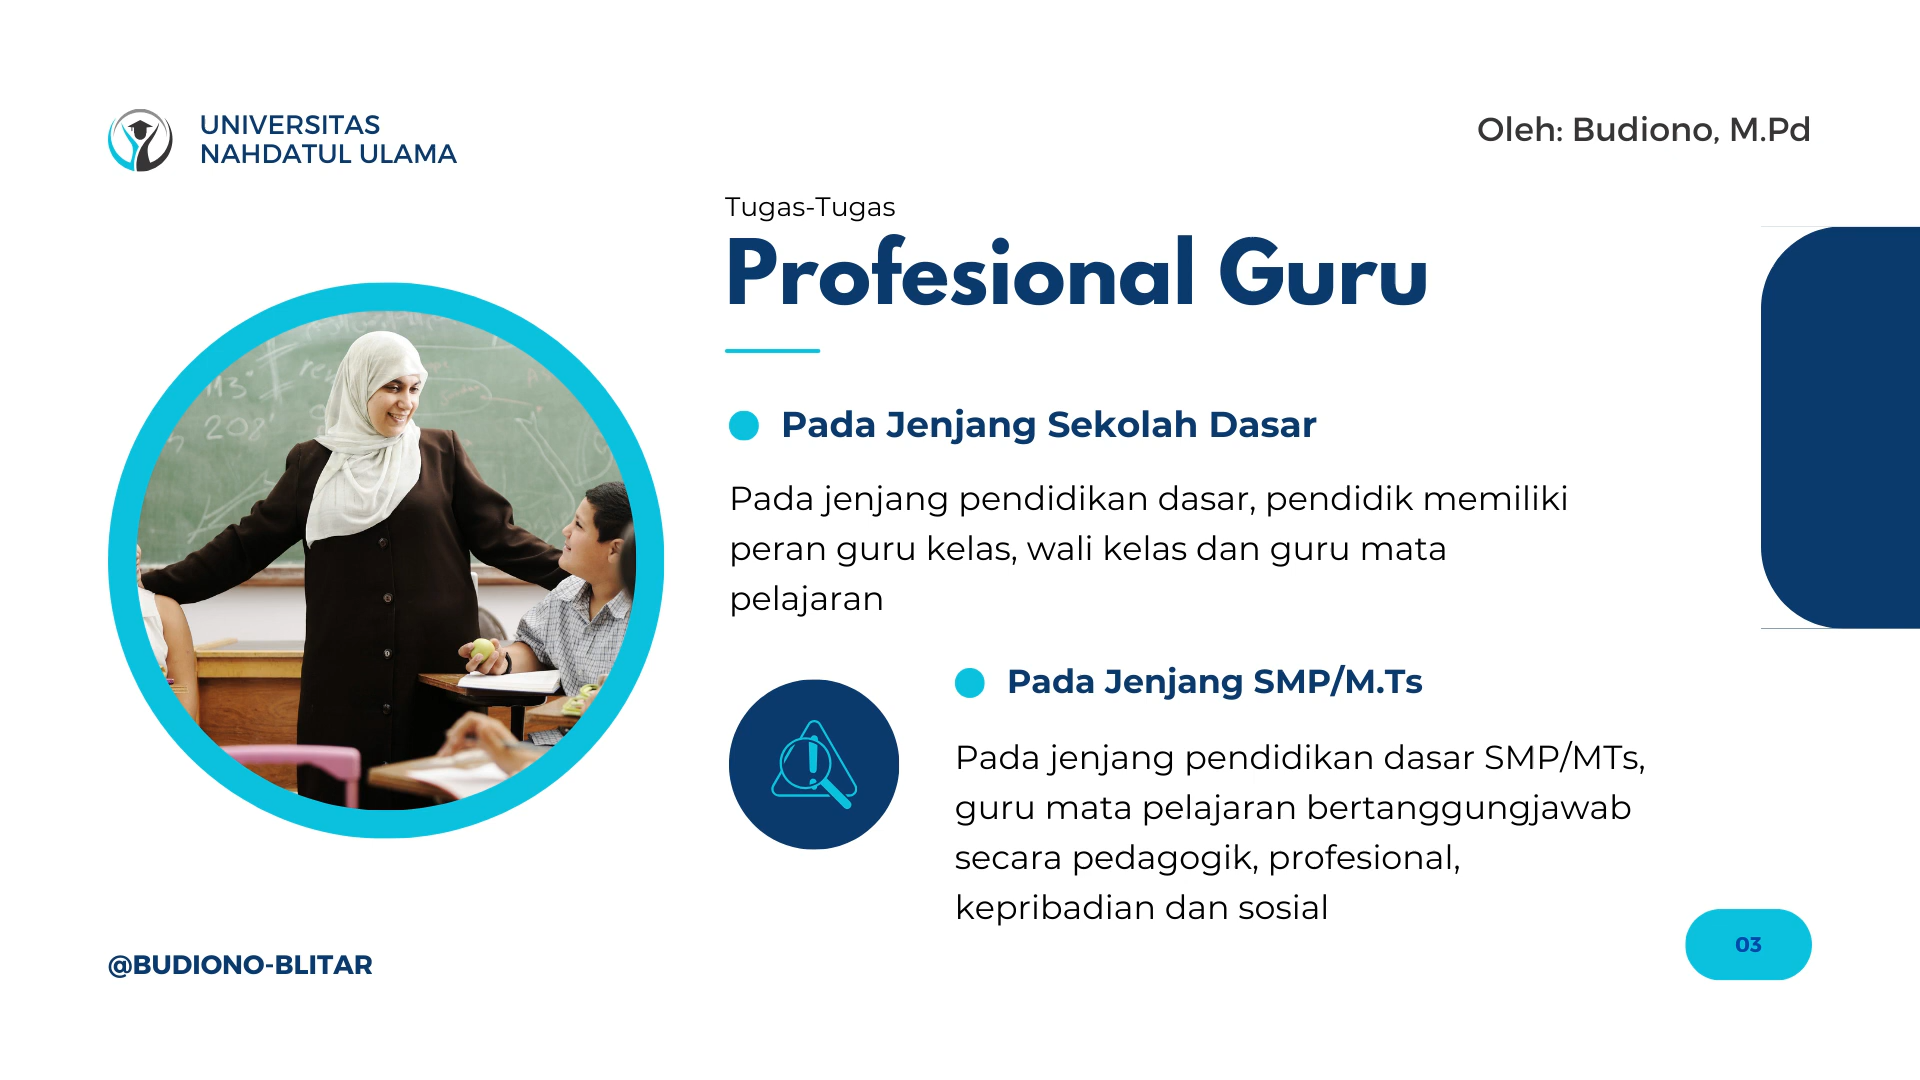 UNIVERSITAS
NAHDATUL ULAMA
Oleh: Budiono, M.Pd
Tugas-Tugas
Profesional Guru
Pada Jenjang Sekolah Dasar
Pada jenjang pendidikan dasar, pendidik memiliki
peran guru kelas, wali kelas dan guru mata
pelajaran
Pada Jenjang SMP/M.Ts
Pada jenjang pendidikan dasar SMP/MTs,
guru mata pelajaran bertanggungjawab
secara pedagogik, profesional,
kepribadian dan sosial
@BUDIONO-BLITAR
03